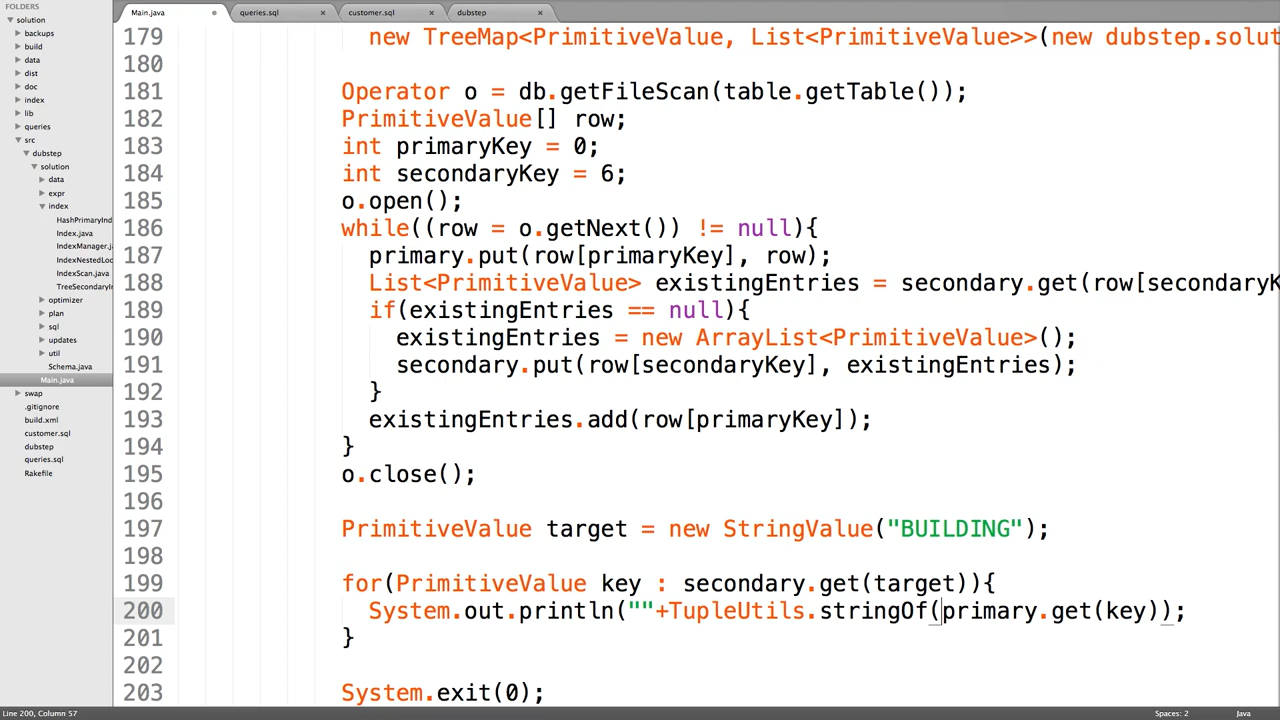 FOLDERS
solution
backups
build
data
dist
doc
index
lib
queries
src
dubstep
solution
data
expr
index
HashPrimaryInd
Index.java
IndexManager.ja
IndexNestedLoo
IndexScan.java
TreeSecondaryIn
optimizer
plan
sql
updates
util
Schema.java
Main.java
swap
.gitignore
build.xml
customer.sql
dubstep
queries.sql
Rakefile
Main.java
queries.sql
customer.sql
dubstep
179 new TreeMap<PrimitiveValue, List<PrimitiveValue>>(new dubstep.solut
180
181 Operator o = db.getFileScan(table.getTable());
182 PrimitiveValue[] row;
183 int primaryKey = 0;
184 int secondaryKey = 6;
185 o.open();
186 while((row = o.getNext()) != null){
187 primary.put(row[primaryKey], row);
188 List<PrimitiveValue> existingEntries = secondary.get(row[secondaryK
189 if(existingEntries == null){
190 existingEntries = new ArrayList<PrimitiveValue>();
191 secondary.put(row[secondaryKey], existingEntries);
192 }
193 existingEntries.add(row[primaryKey]);
194 }
195 o.close();
196
197 PrimitiveValue target = new StringValue("BUILDING");
198
199 for(PrimitiveValue key : secondary.get(target)){
200 System.out.println(""+TupleUtils.stringOf(primary.get(key));
201 }
202
203 System.exit(0);
Line 200, Column 57
Spaces: 2
Java